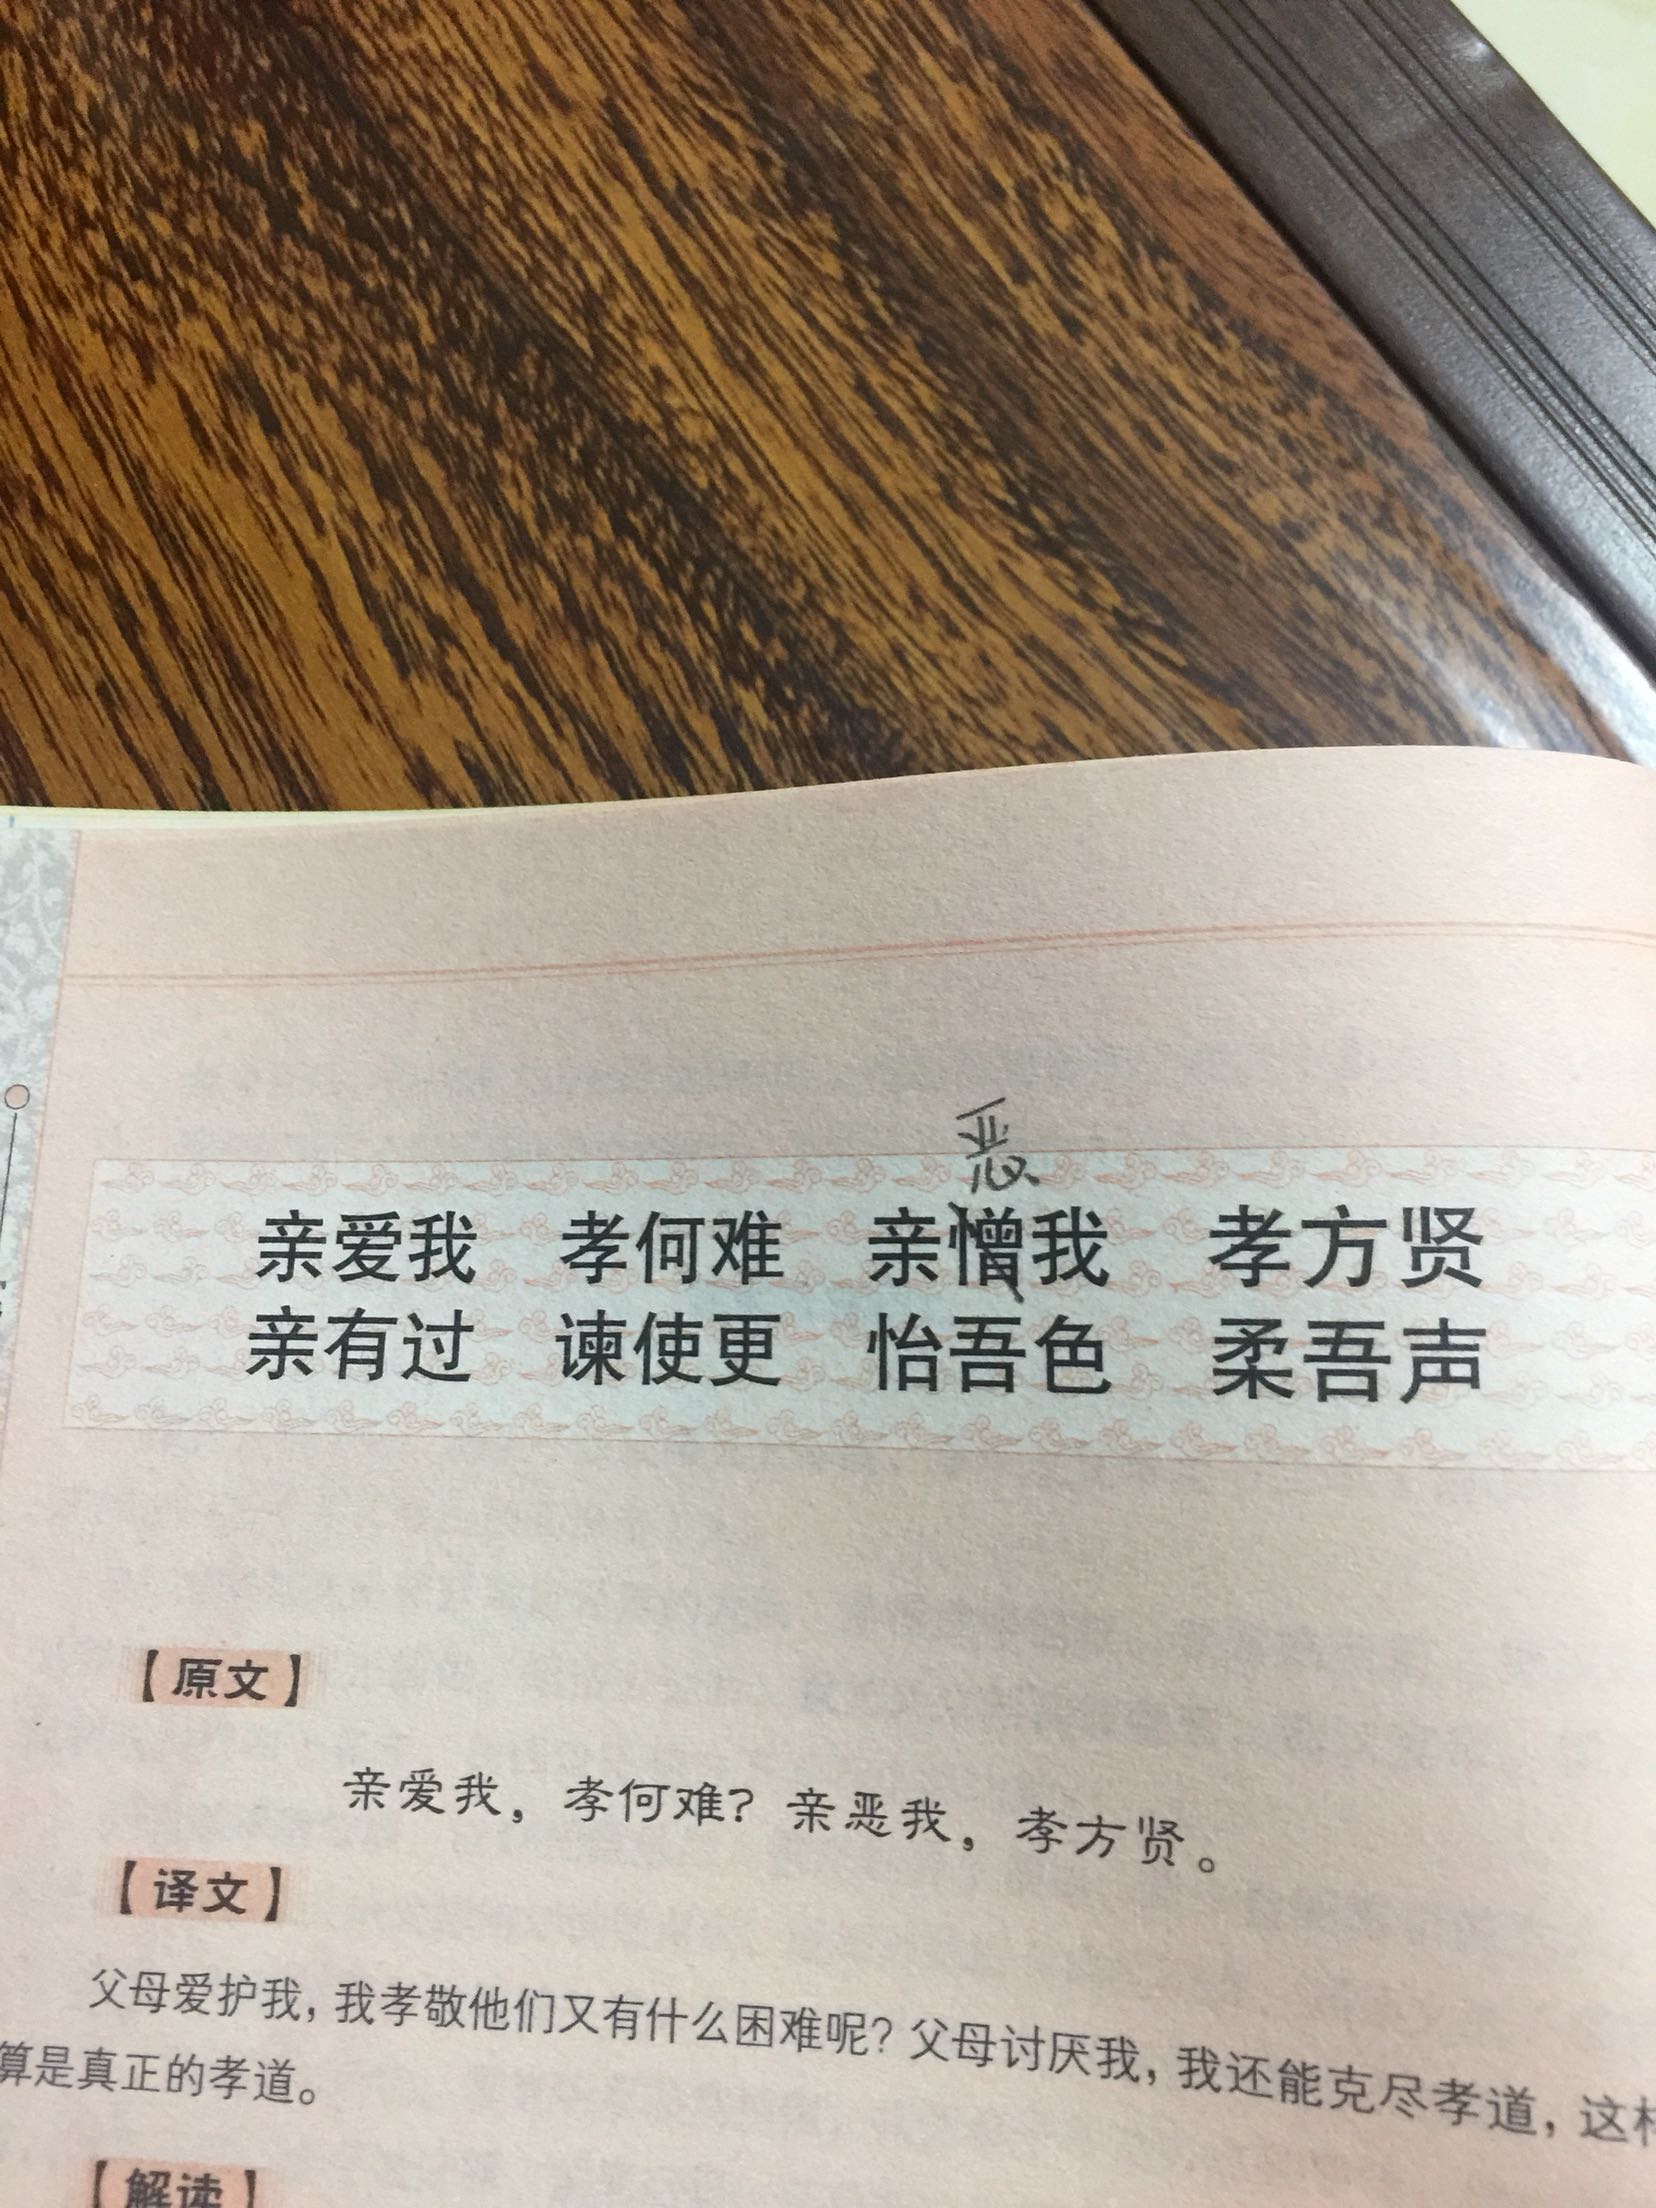 恶
亲爱我 孝何难 亲憎我 孝方贤
亲有过 谏使更 怡吾色 柔吾声
【原文】
亲爱我，孝何难？亲恶我，孝方贤。
【译文】
父母爱护我，我孝敬他们又有什么困难呢？父母讨厌我，我还能克尽孝道，这样
算是真正的孝道。
【解读】